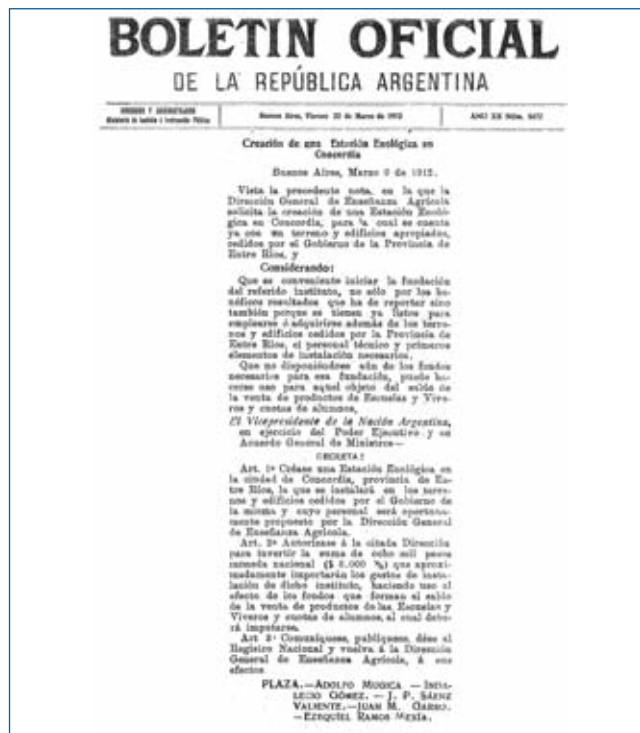 BOLETIN OFICIAL
DE LA REPÚBLICA ARGENTINA
Buenos Aires, Viernes 22 de Marzo de 1912
Creación de una Estación Enológica en
Concordia
Buenos Aires, Marzo 9 de 1912.
Vista la precedente nota, en la que la
Dirección General de Enseñanza Agrícola
solicita la creación de una Estación Enoló-
gica en Concordia, para la cual se cuenta
ya con un terreno y edificios apropiados,
cedidos por el Gobierno de la Provincia de
Entre Ríos, y
Considerando:
Que es conveniente iniciar la fundación
del referido instituto, no sólo por los be-
néficos resultados que ha de reportar sino
también porque se tienen ya listos para
emplearse ó adquirirse además de los terre-
nos y edificios cedidos por la Provincia de
Entre Ríos, el personal técnico y primeros
elementos de instalación necesarios.
Que no disponiéndose aún de los fondos
necesarios para esa fundación, puede ha-
cerse uso para aquel objeto del saldo de
la venta de productos de Escuelas y Vive-
ros y cuotas de alumnos,
El Vicepresidente de la Nación Argentina,
en ejercicio del Poder Ejecutivo y en
Acuerdo General de Ministros—
DECRETA:
Art. 1º Créase una Estación Enológica en
la ciudad de Concordia, provincia de En-
tre Ríos, la que se instalará en los terre-
nos y edificios cedidos por el Gobierno de
la misma y cuyo personal será oportuna-
mente propuesto por la Dirección General
de Enseñanza Agrícola.
Art. 2º Autorízase á la citada Dirección
para invertir la suma de ocho mil pesos
moneda nacional ($ 8.000 m/n) que aproxi-
madamente importarán los gastos de insta-
lación de dicho instituto, haciendo uso al
efecto de los fondos que forman el saldo
de la venta de productos de las Escuelas y
Viveros y cuotas de alumnos, al cual debe-
rá imputarse.
Art 3º Comuníquese, publíquese, dése al
Registro Nacional y vuelva á la Dirección
General de Enseñanza Agrícola, á sus
efectos
PLAZA.—ADOLFO MUGICA — INDA-
LECIO GÓMEZ. — J. P. SÁENZ
VALIENTE.—JUAN M. GARRO.
—EZEQUIEL RAMOS MEXÍA.